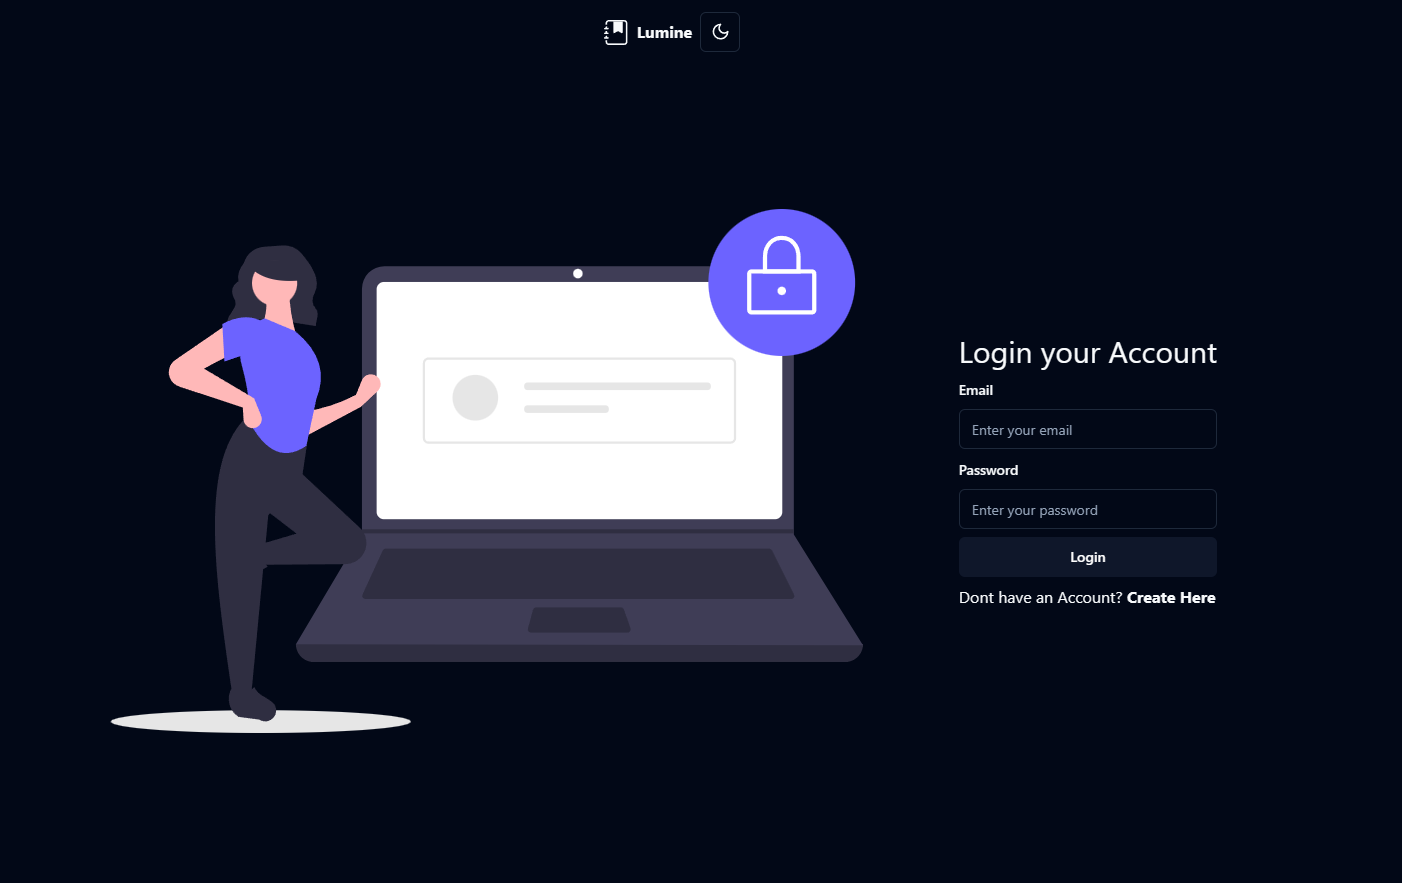 Lumine
Login your Account
Email
Enter your email
Password
Enter your password
Login
Dont have an Account? Create Here